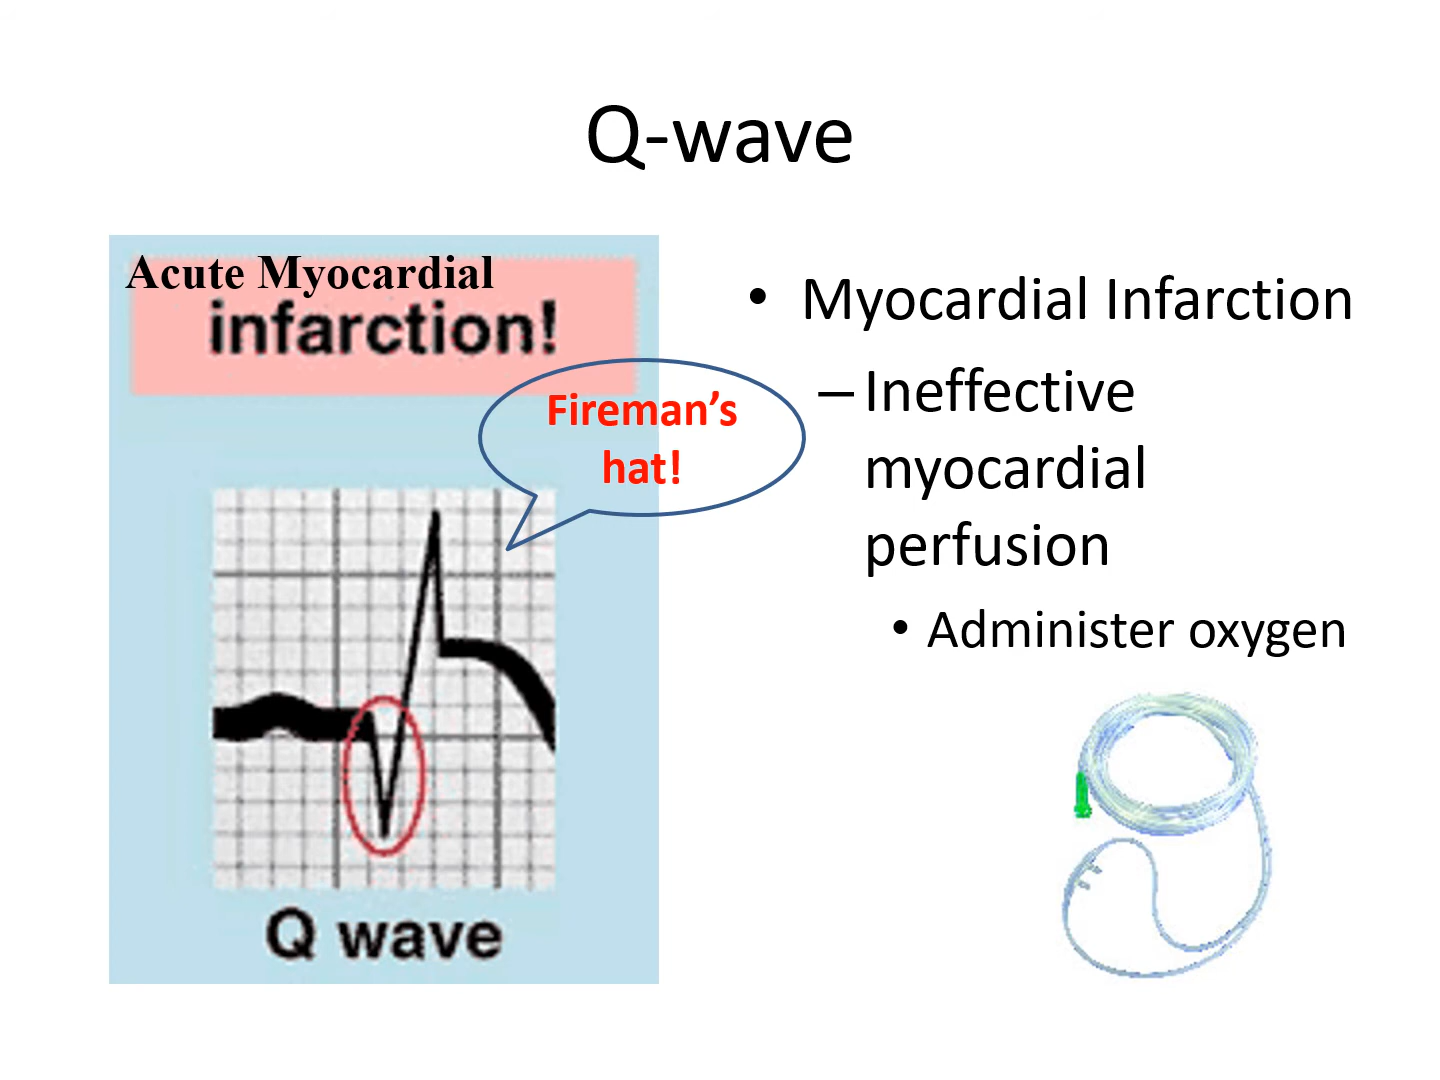 Q-wave
Acute Myocardial
infarction!
Fireman's
hat!
Q wave
• Myocardial Infarction
– Ineffective
myocardial
perfusion
• Administer oxygen